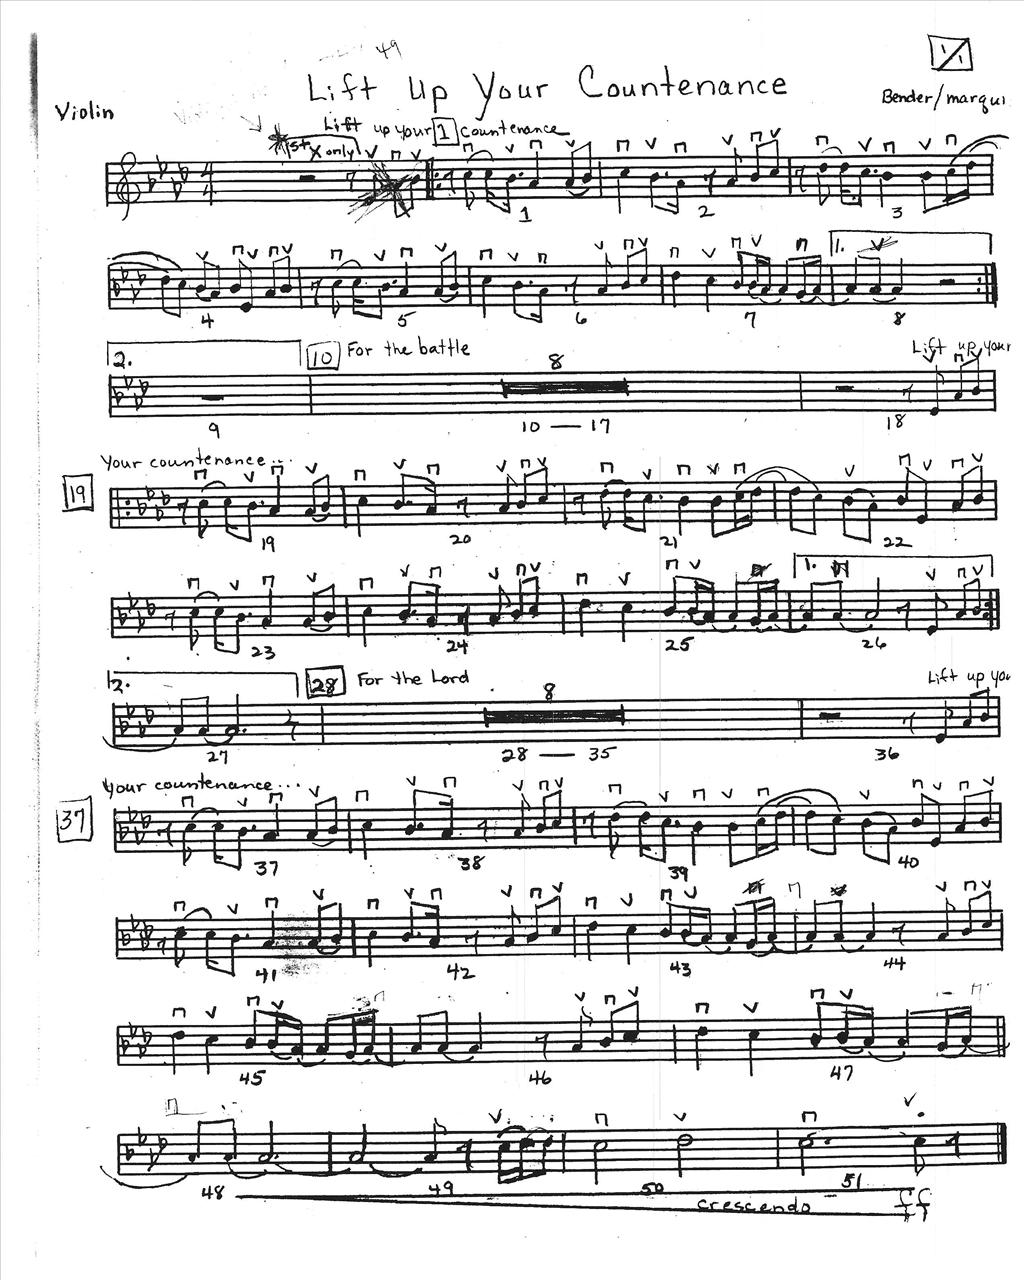 49
Lift Up Your Countenance
Violin
Bender/marqui
Lift up your 1 countenance
1st X only
1 2 3
1.
4 5 6 7 8
2. 10 For the battle
8
Lift up your
9 10 — 17 18
Your countenance...
19
19 20 21 22
1.
23 24 25 26
2. 28 For the Lord
8
Lift up you
27 28 — 35 36
Your countenance...
37
37 38 39 40
41 42 43 44
45 46 47
48 49 50 51
crescendo ff